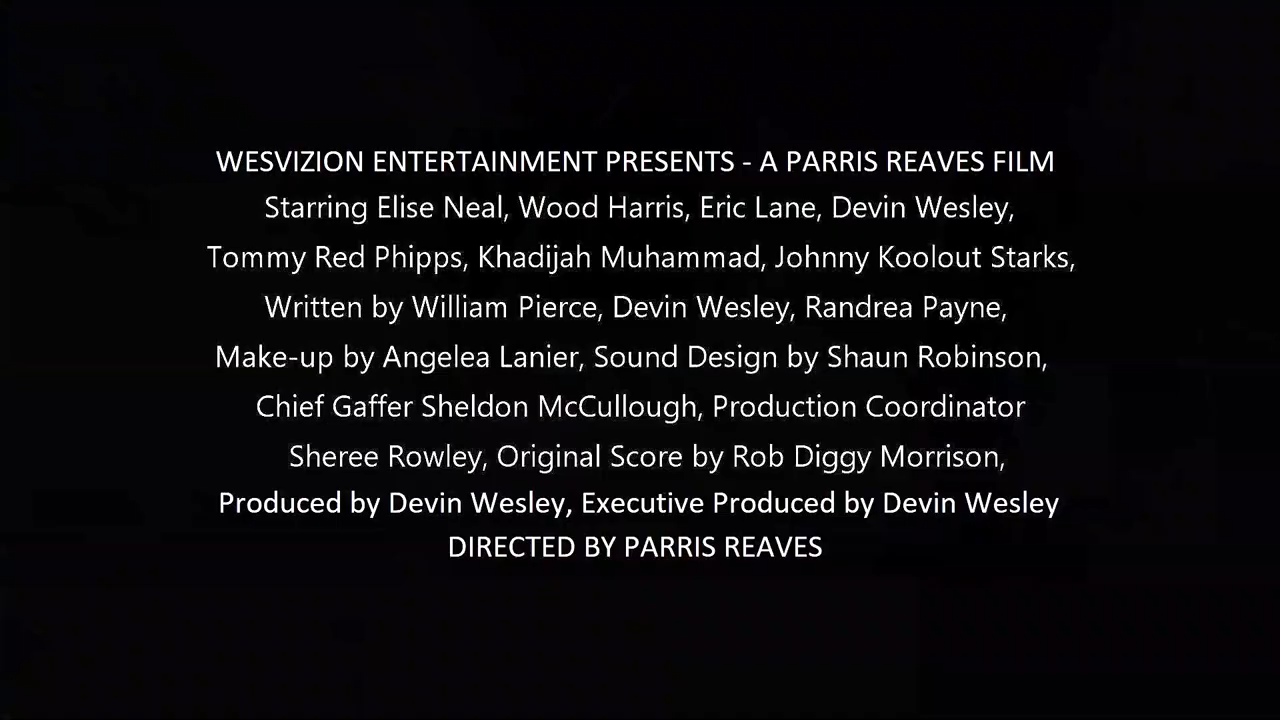 WESVIZION ENTERTAINMENT PRESENTS - A PARRIS REAVES FILM
Starring Elise Neal, Wood Harris, Eric Lane, Devin Wesley,
Tommy Red Phipps, Khadijah Muhammad, Johnny Koolout Starks,
Written by William Pierce, Devin Wesley, Randrea Payne,
Make-up by Angelea Lanier, Sound Design by Shaun Robinson,
Chief Gaffer Sheldon McCullough, Production Coordinator
Sheree Rowley, Original Score by Rob Diggy Morrison,
Produced by Devin Wesley, Executive Produced by Devin Wesley
DIRECTED BY PARRIS REAVES